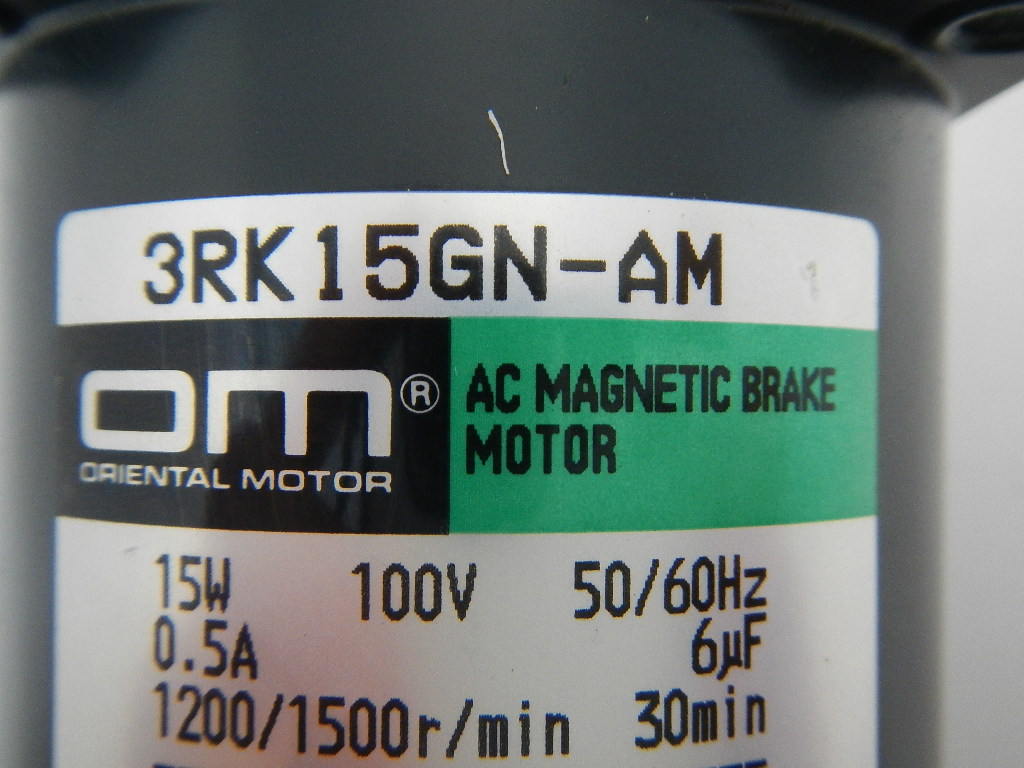 3RK15GN-AM
om®
ORIENTAL MOTOR
AC MAGNETIC BRAKE
MOTOR
15W 100V 50/60Hz
0.5A 6µF
1200/1500r/min 30min